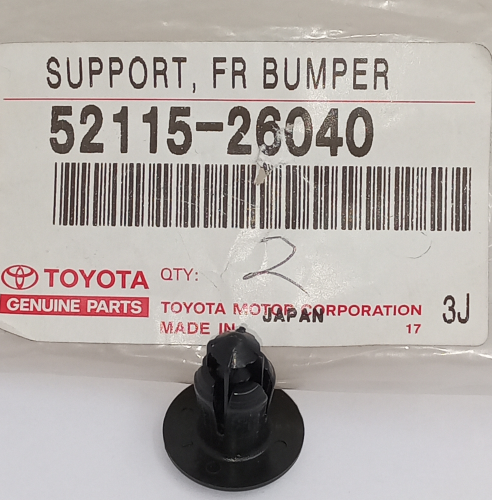 SUPPORT, FR BUMPER
52115-26040
TOYOTA QTY: 2
GENUINE PARTS TOYOTA MOTOR CORPORATION 3J
MADE IN JAPAN 17